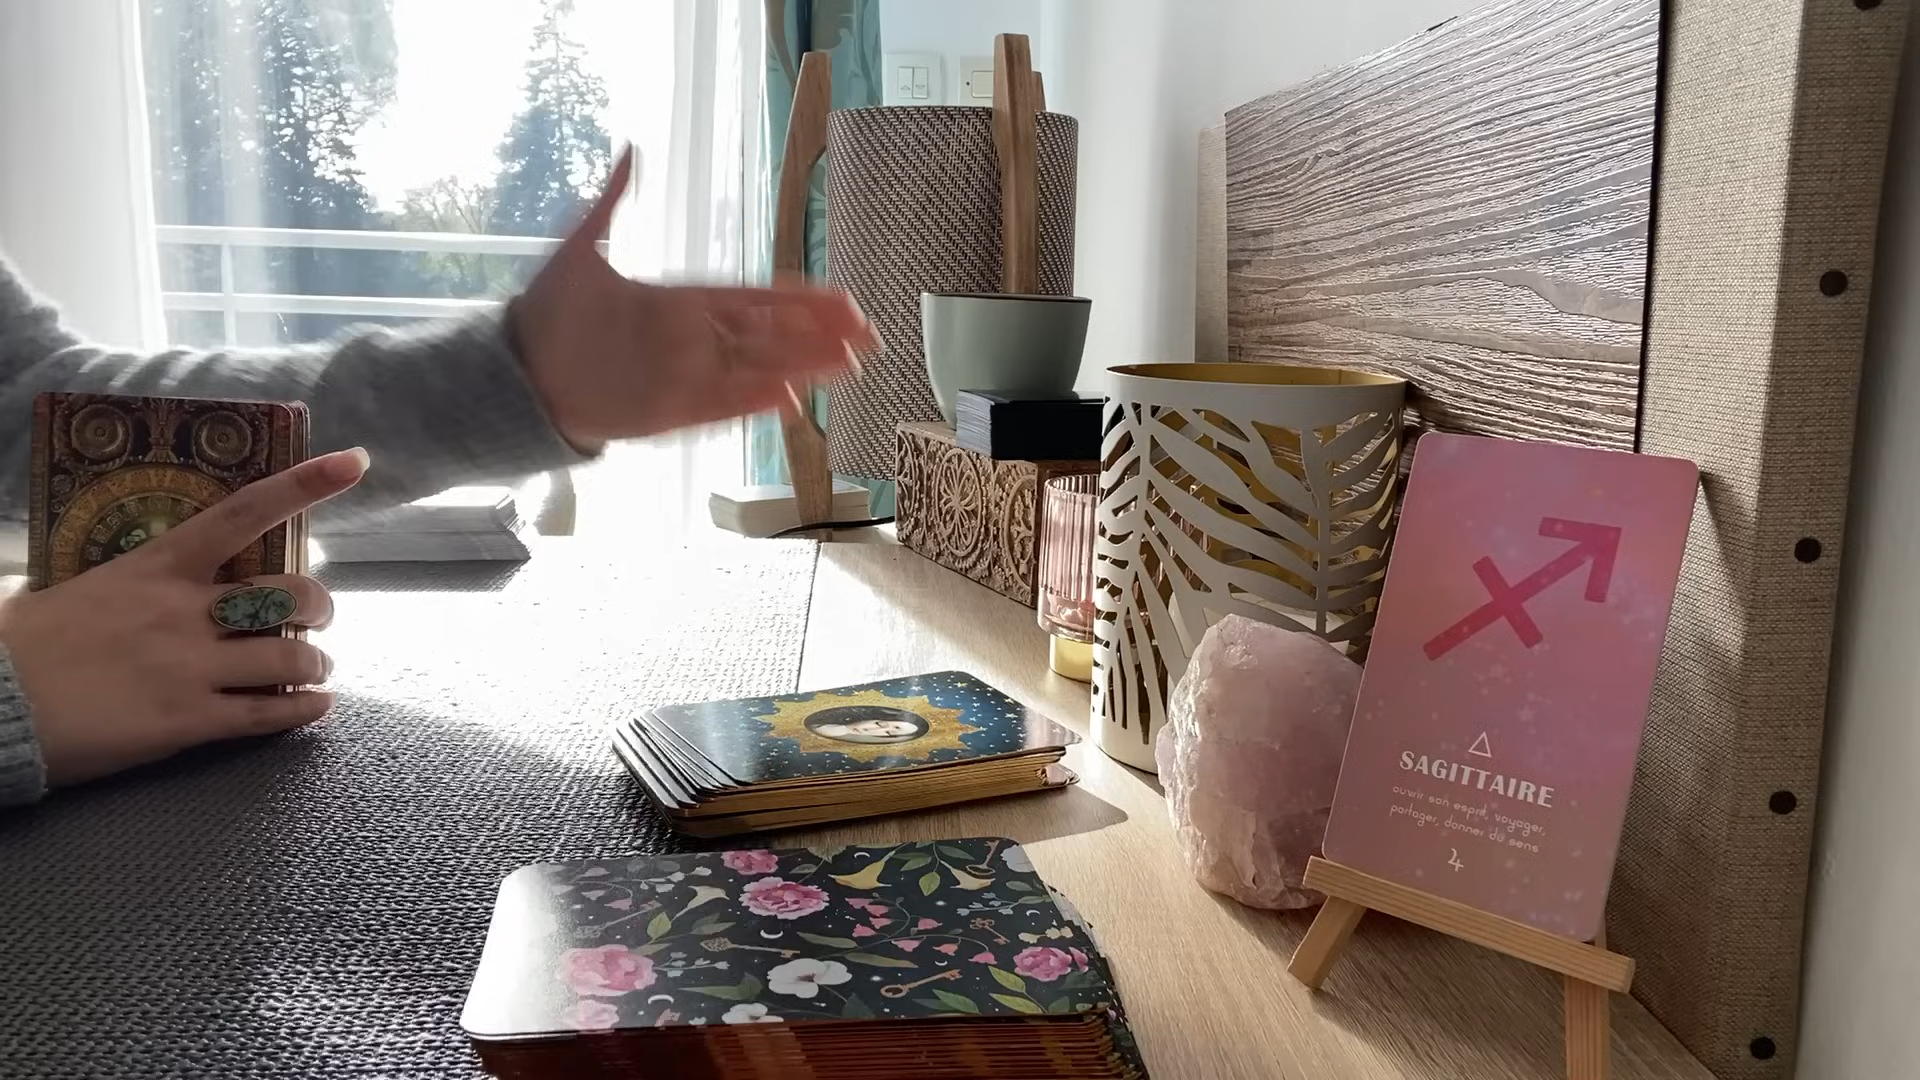 SAGITTAIRE
ouvrir son esprit, voyager,
partager, donner du sens